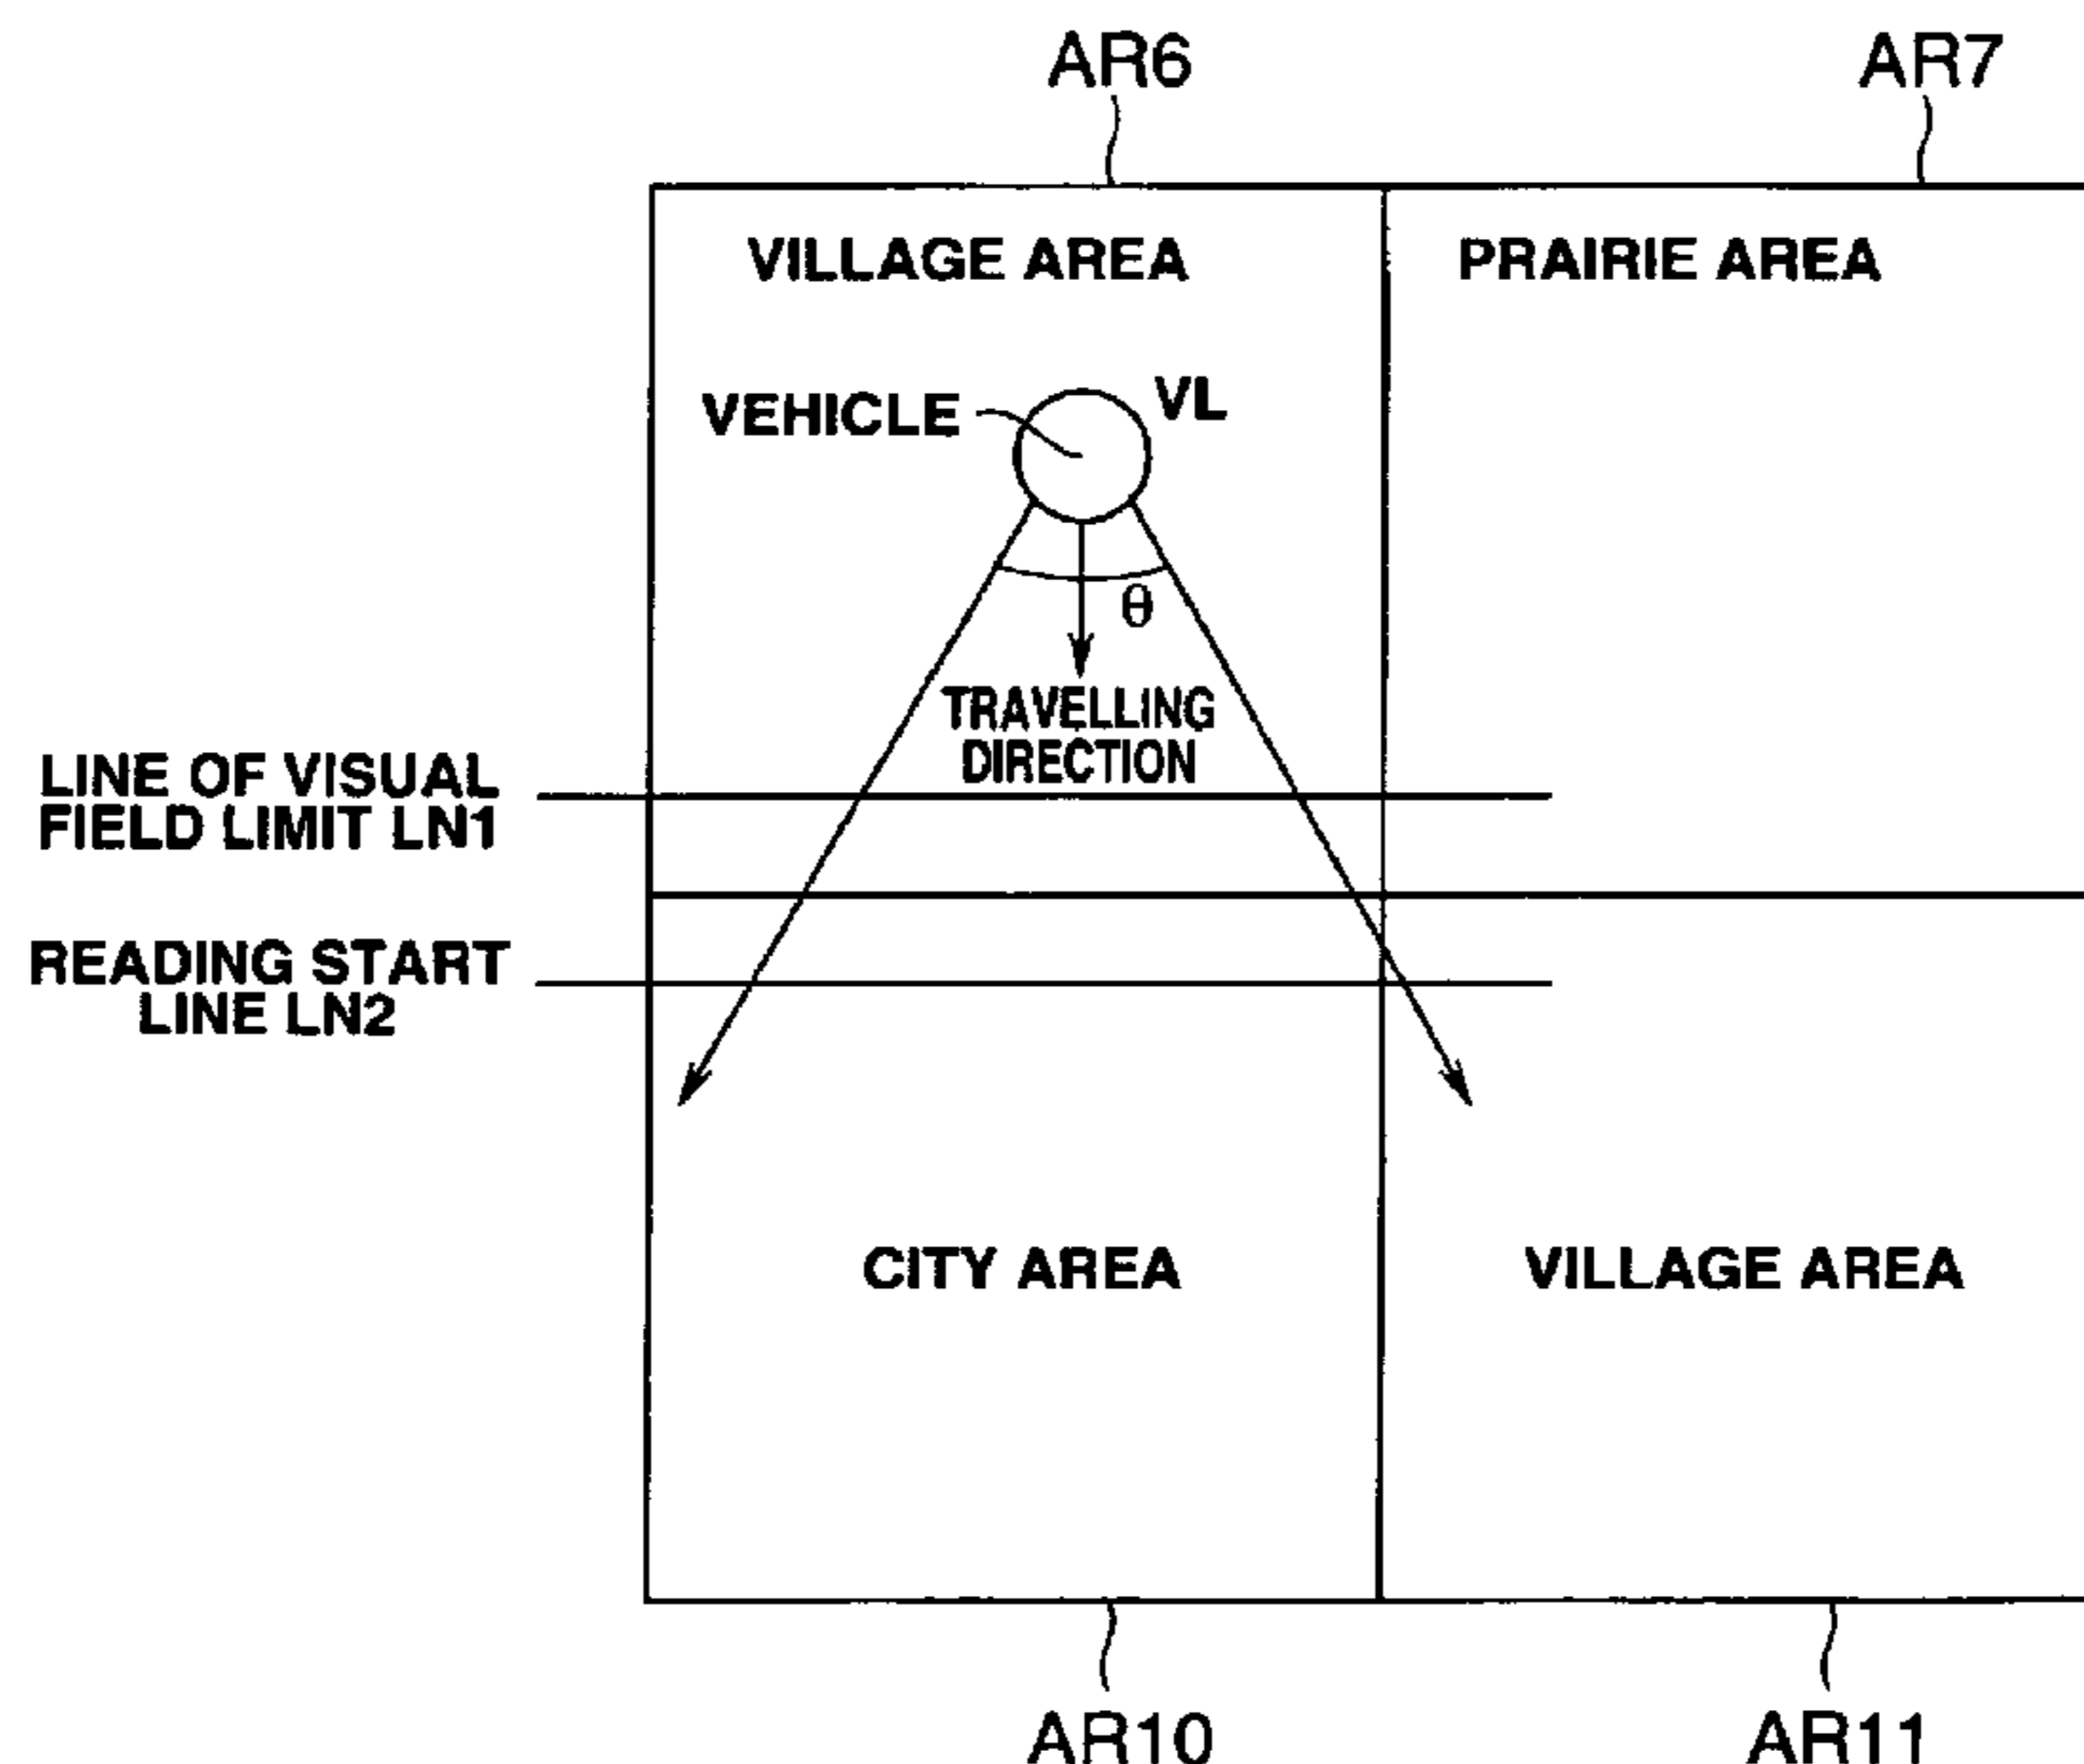 AR6
AR7
VILLAGE AREA
PRAIRIE AREA
VEHICLE
VL
θ
TRAVELLING
DIRECTION
LINE OF VISUAL
FIELD LIMIT LN1
READING START
LINE LN2
CITY AREA
VILLAGE AREA
AR10
AR11